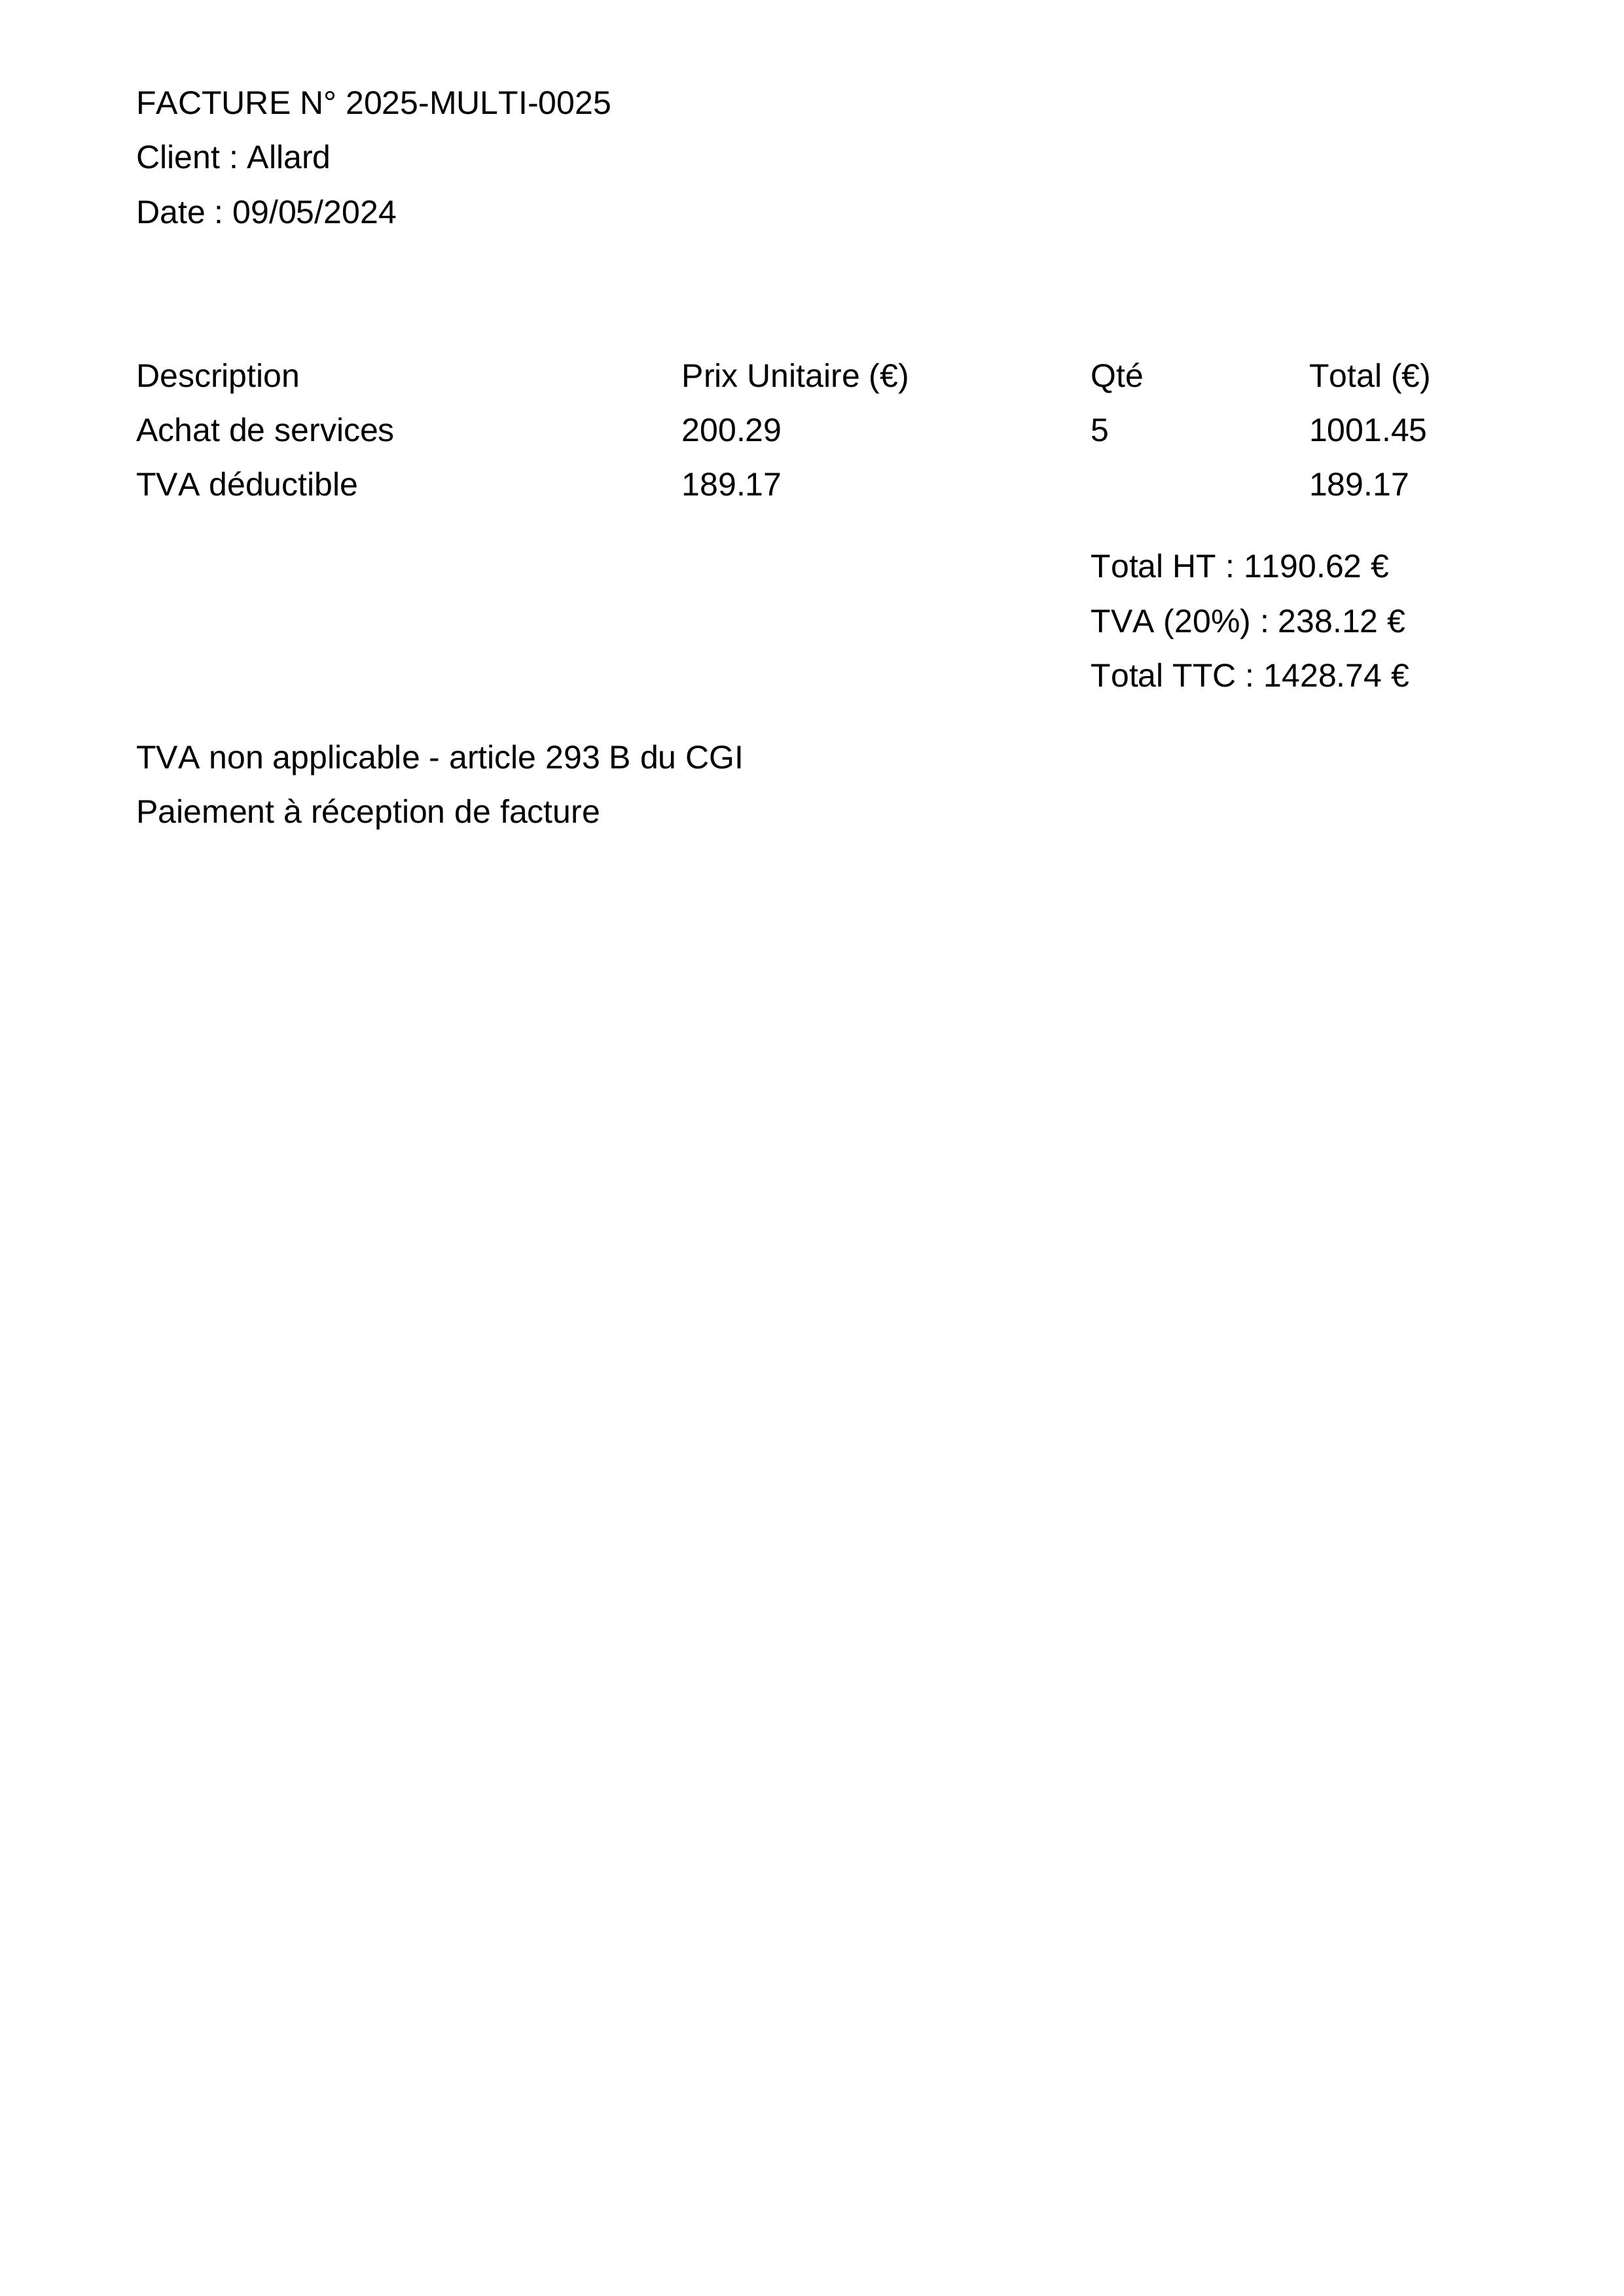 FACTURE N° 2025-MULTI-0025
Client : Allard
Date : 09/05/2024
Description Prix Unitaire (€) Qté Total (€)
Achat de services 200.29 5 1001.45
TVA déductible 189.17 189.17
Total HT : 1190.62 €
TVA (20%) : 238.12 €
Total TTC : 1428.74 €
TVA non applicable - article 293 B du CGI
Paiement à réception de facture